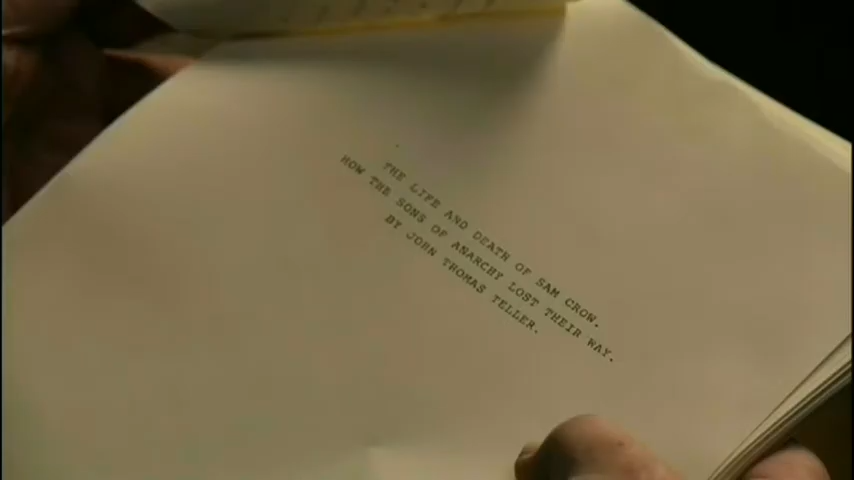 THE LIFE AND DEATH OF SAM CROW.
HOW THE SONS OF ANARCHY LOST THEIR WAY.
BY JOHN THOMAS TELLER.